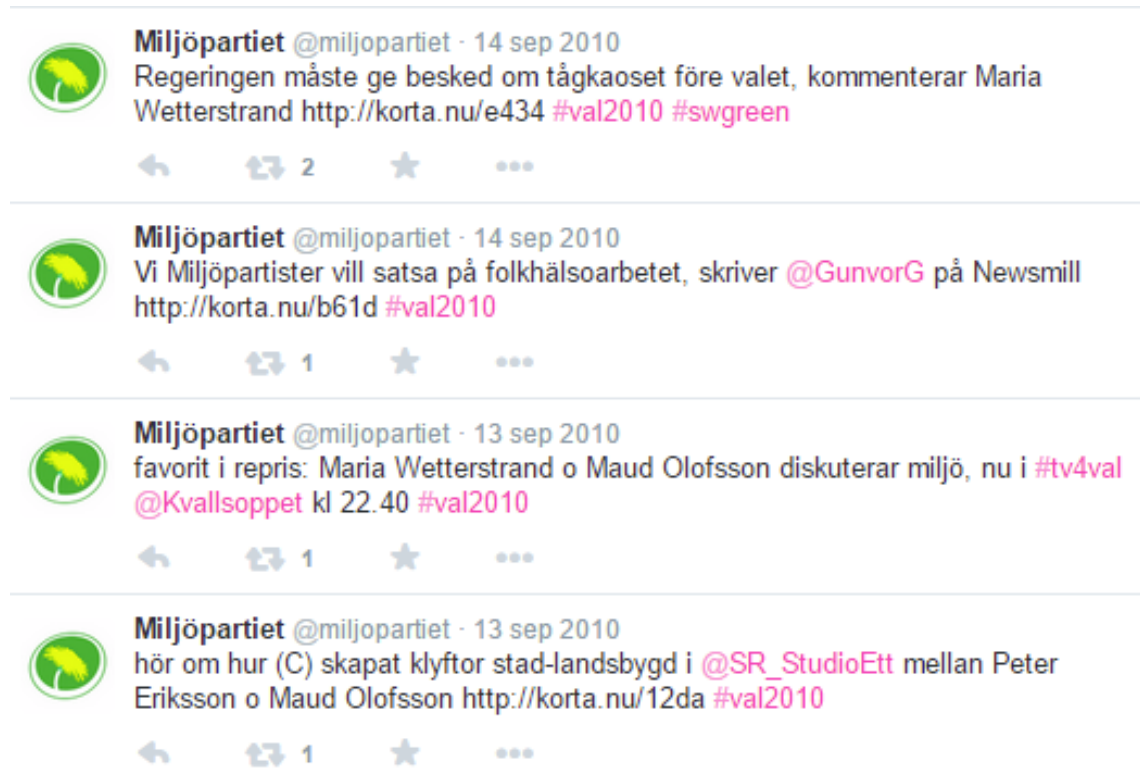 Miljöpartiet @miljopartiet · 14 sep 2010
Regeringen måste ge besked om tågkaoset före valet, kommenterar Maria
Wetterstrand http://korta.nu/e434 #val2010 #swgreen
2
Miljöpartiet @miljopartiet · 14 sep 2010
Vi Miljöpartister vill satsa på folkhälsoarbetet, skriver @GunvorG på Newsmill
http://korta.nu/b61d #val2010
1
Miljöpartiet @miljopartiet · 13 sep 2010
favorit i repris: Maria Wetterstrand o Maud Olofsson diskuterar miljö, nu i #tv4val
@Kvallsoppet kl 22.40 #val2010
1
Miljöpartiet @miljopartiet · 13 sep 2010
hör om hur (C) skapat klyftor stad-landsbygd i @SR_StudioEtt mellan Peter
Eriksson o Maud Olofsson http://korta.nu/12da #val2010
1